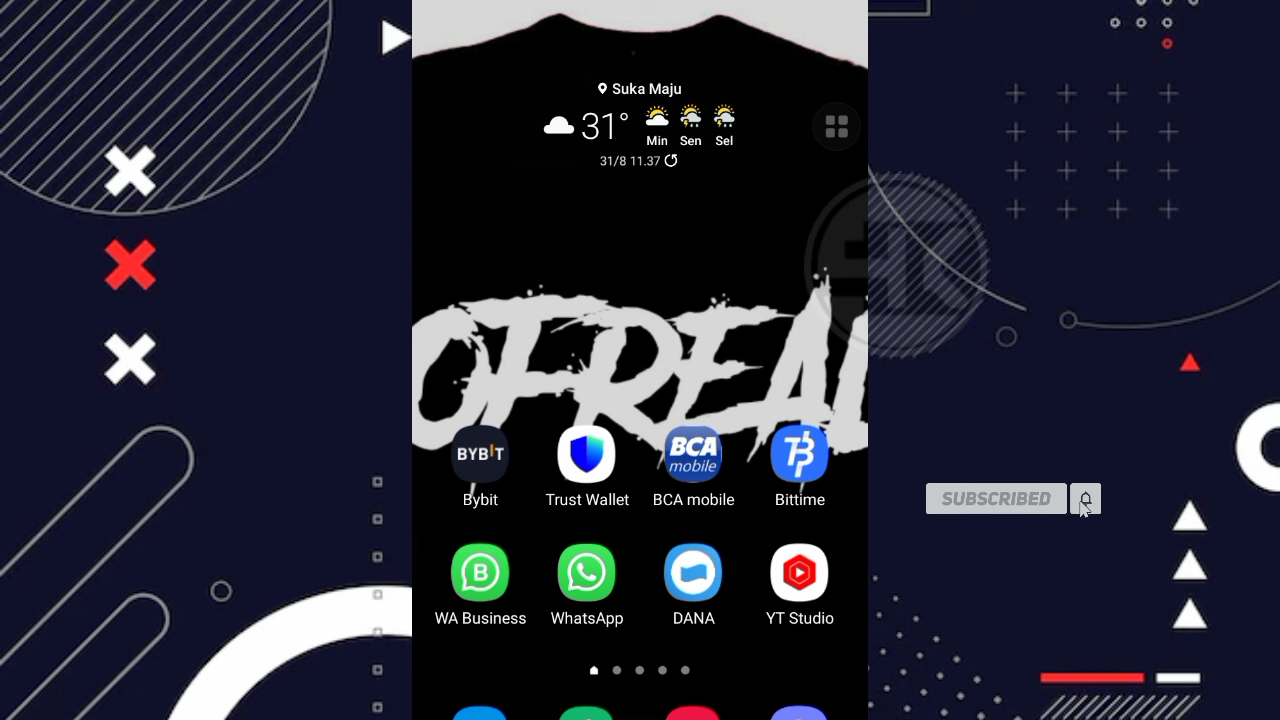 Suka Maju
31°
Min Sen Sel
31/8 11.37
OFREAL
BYBIT BCA mobile
Bybit Trust Wallet BCA mobile Bittime
SUBSCRIBED
B
WA Business WhatsApp DANA YT Studio